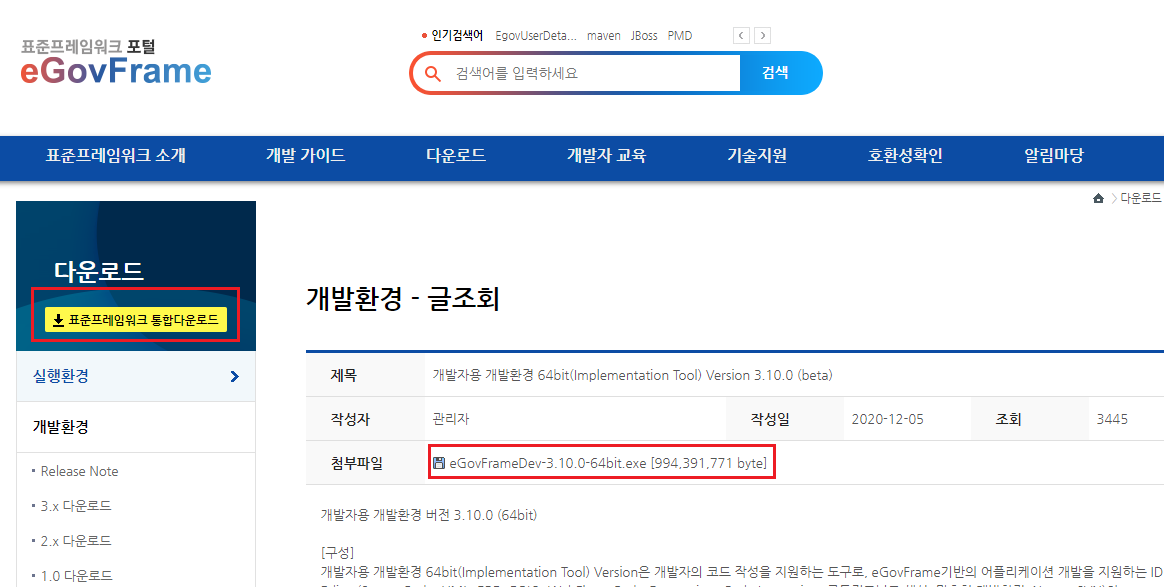 인기검색어 EgovUserDeta... maven JBoss PMD
표준프레임워크 포털
eGovFrame
검색어를 입력하세요 검색
표준프레임워크 소개 개발 가이드 다운로드 개발자 교육 기술지원 호환성확인 알림마당
다운로드
다운로드
표준프레임워크 통합다운로드
실행환경
개발환경
Release Note
3.x 다운로드
2.x 다운로드
1.0 다운로드
개발환경 - 글조회
제목 개발자용 개발환경 64bit(Implementation Tool) Version 3.10.0 (beta)
작성자 관리자 작성일 2020-12-05 조회 3445
첨부파일 eGovFrameDev-3.10.0-64bit.exe [994,391,771 byte]
개발자용 개발환경 버전 3.10.0 (64bit)
[구성]
개발자용 개발환경 64bit(Implementation Tool) Version은 개발자의 코드 작성을 지원하는 도구로, eGovFrame기반의 어플리케이션 개발을 지원하는 ID